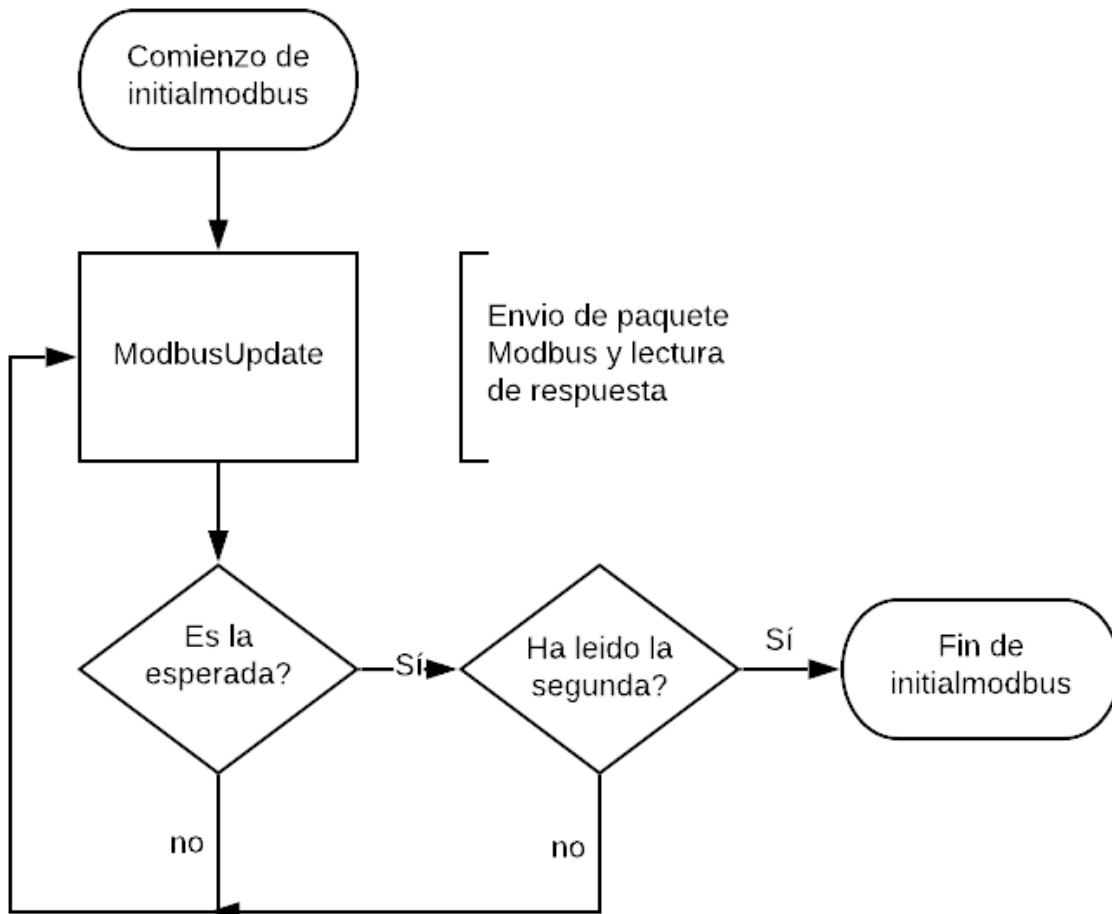 Comienzo de
initialmodbus
ModbusUpdate
Envio de paquete
Modbus y lectura
de respuesta
Es la
esperada?
Sí
Ha leido la
segunda?
Sí
Fin de
initialmodbus
no
no